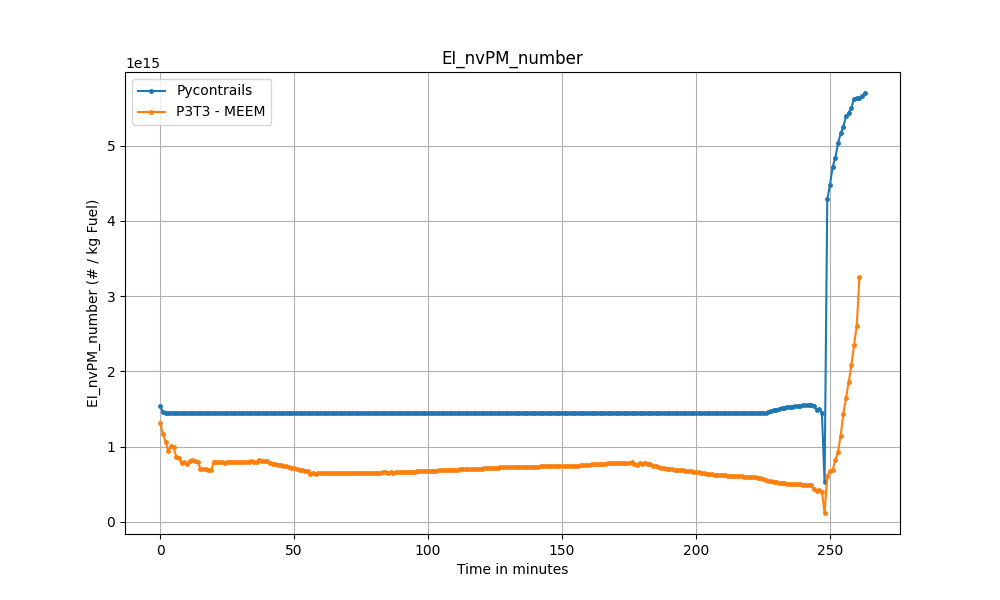 EI_nvPM_number
1e15
Pycontrails
P3T3 - MEEM
EI_nvPM_number (# / kg Fuel)
5
4
3
2
1
0
0 50 100 150 200 250
Time in minutes